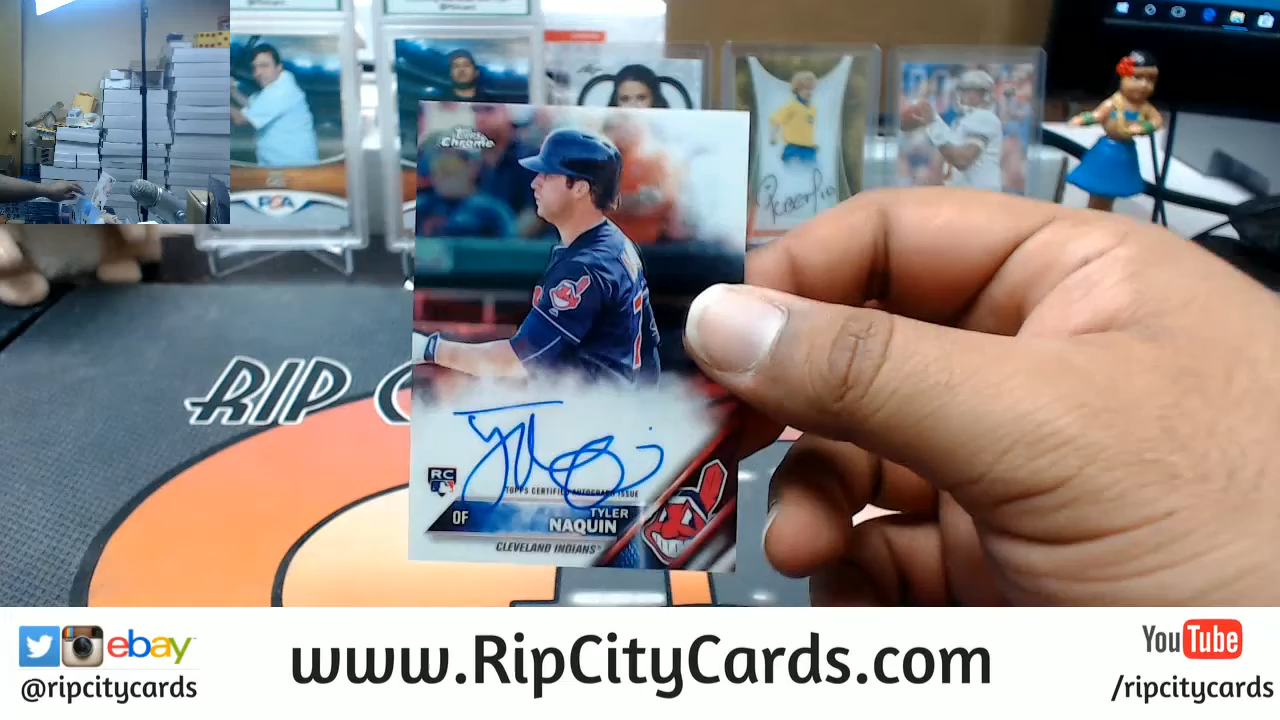 PSA
Topps
Chrome
RIP C
7
RC
TOPPS CERTIFIED AUTOGRAPH ISSUE
OF
TYLER
NAQUIN
CLEVELAND INDIANS
ebay
@ripcitycards
www.RipCityCards.com
YouTube
/ripcitycards